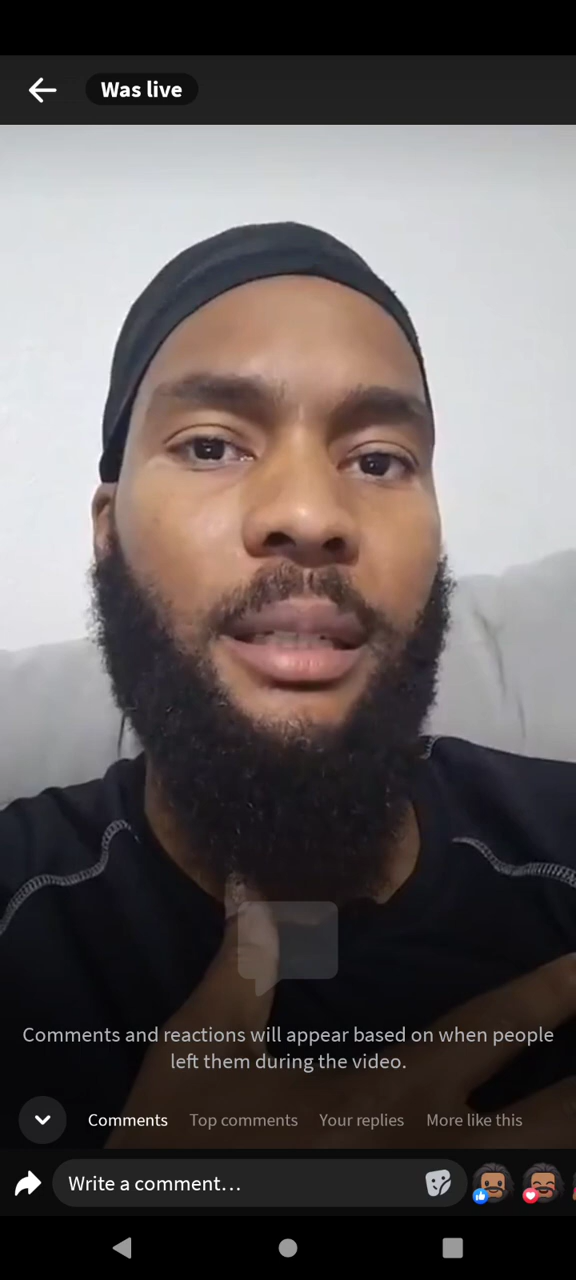 Was live
Comments and reactions will appear based on when people
left them during the video.
Comments Top comments Your replies More like this
Write a comment…